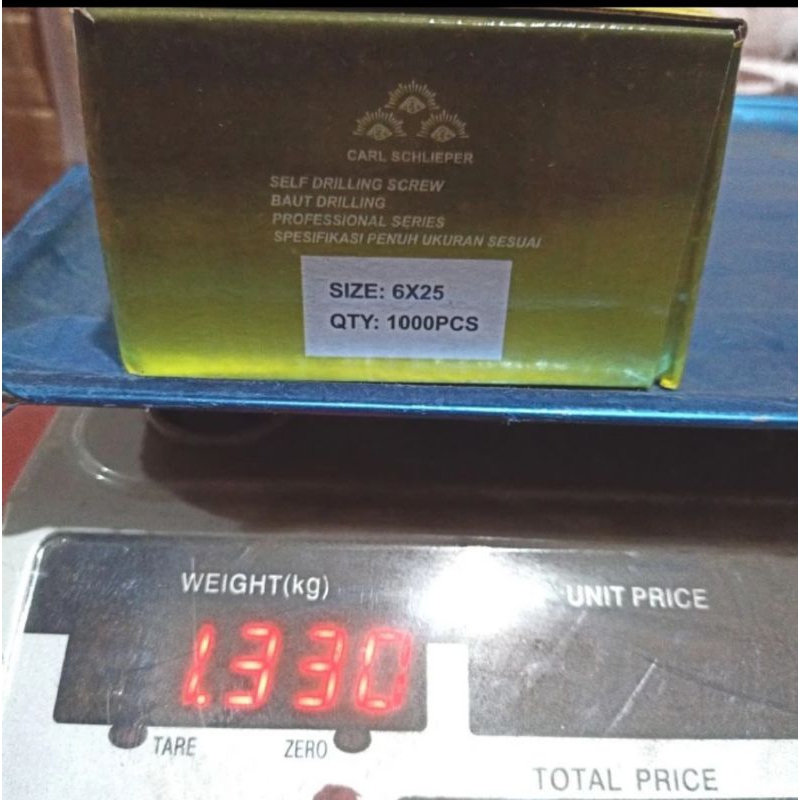 CARL SCHLIEPER
SELF DRILLING SCREW
BAUT DRILLING
PROFESSIONAL SERIES
SPESIFIKASI PENUH UKURAN SESUAI
SIZE: 6X25
QTY: 1000PCS
WEIGHT(kg)
UNIT PRICE
1.330
TARE
ZERO
TOTAL PRICE